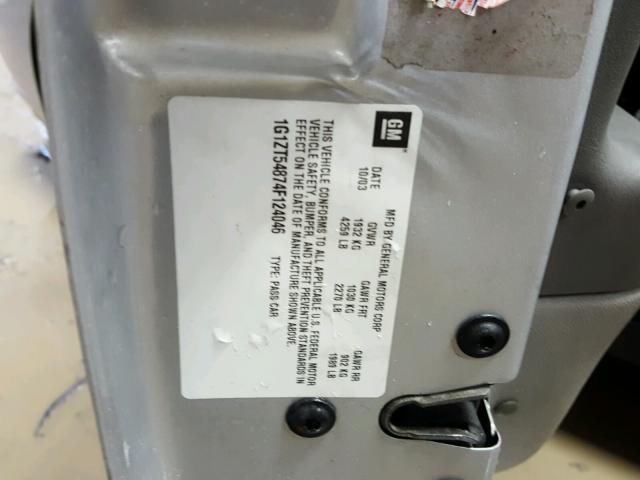 GM
DATE
10/03
MFD BY GENERAL MOTORS CORP
GVWR GAWR FRT GAWR RR
1932 KG 1030 KG 902 KG
4259 LB 2270 LB 1989 LB
THIS VEHICLE CONFORMS TO ALL APPLICABLE U.S. FEDERAL MOTOR
VEHICLE SAFETY, BUMPER, AND THEFT PREVENTION STANDARDS IN
EFFECT ON THE DATE OF MANUFACTURE SHOWN ABOVE.
1G1ZT54874F124046 TYPE: PASS CAR